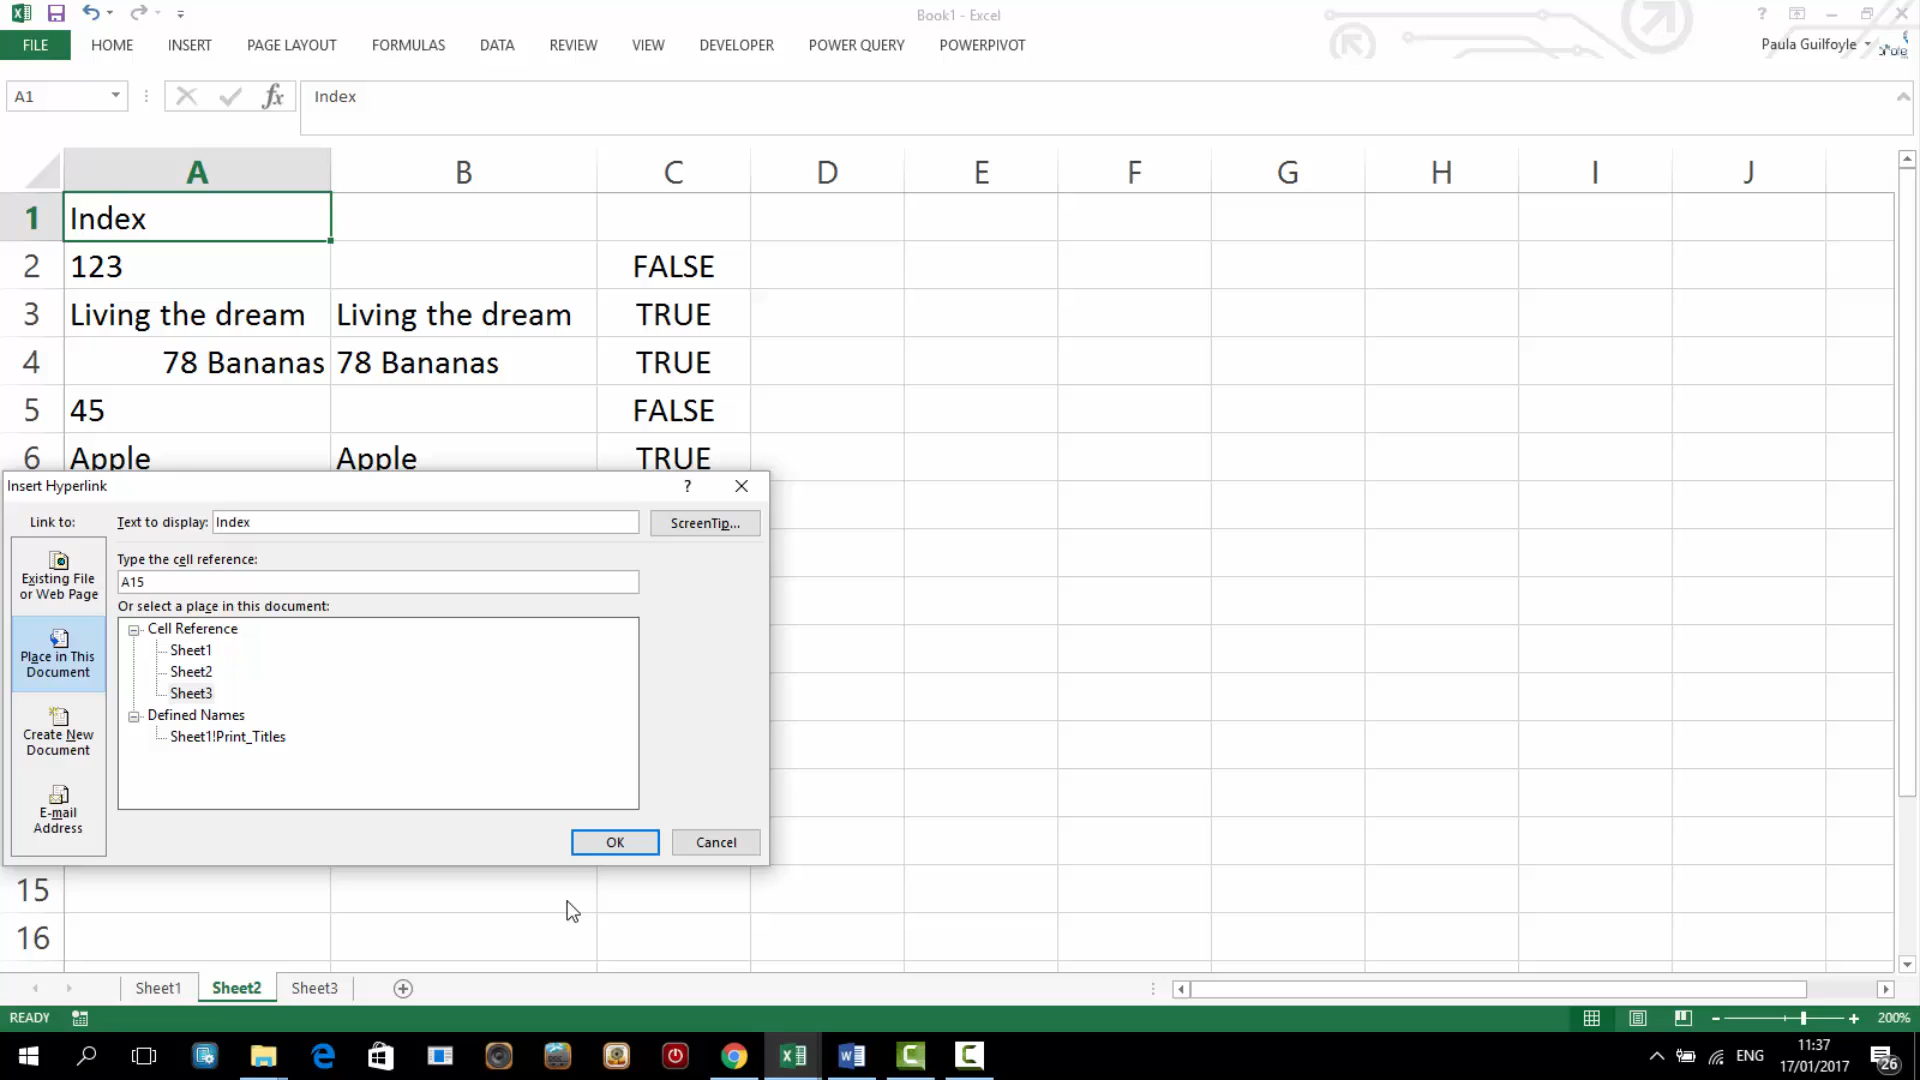 Book1 - Excel
?
FILE HOME INSERT PAGE LAYOUT FORMULAS DATA REVIEW VIEW DEVELOPER POWER QUERY POWERPIVOT Paula Guilfoyle
A1 fx Index
A B C D E F G H I J
1 Index
2 123 FALSE
3 Living the dream Living the dream TRUE
4 78 Bananas 78 Bananas TRUE
5 45 FALSE
6 Apple Apple TRUE
Insert Hyperlink ?
Link to: Text to display: Index ScreenTip...
Existing File
or Web Page
Place in This
Document
Create New
Document
E-mail
Address
Type the cell reference:
A15
Or select a place in this document:
Cell Reference
Sheet1
Sheet2
Sheet3
Defined Names
Sheet1!Print_Titles
OK Cancel
15
16
Sheet1 Sheet2 Sheet3
READY 200%
ENG 11:37
17/01/2017 26